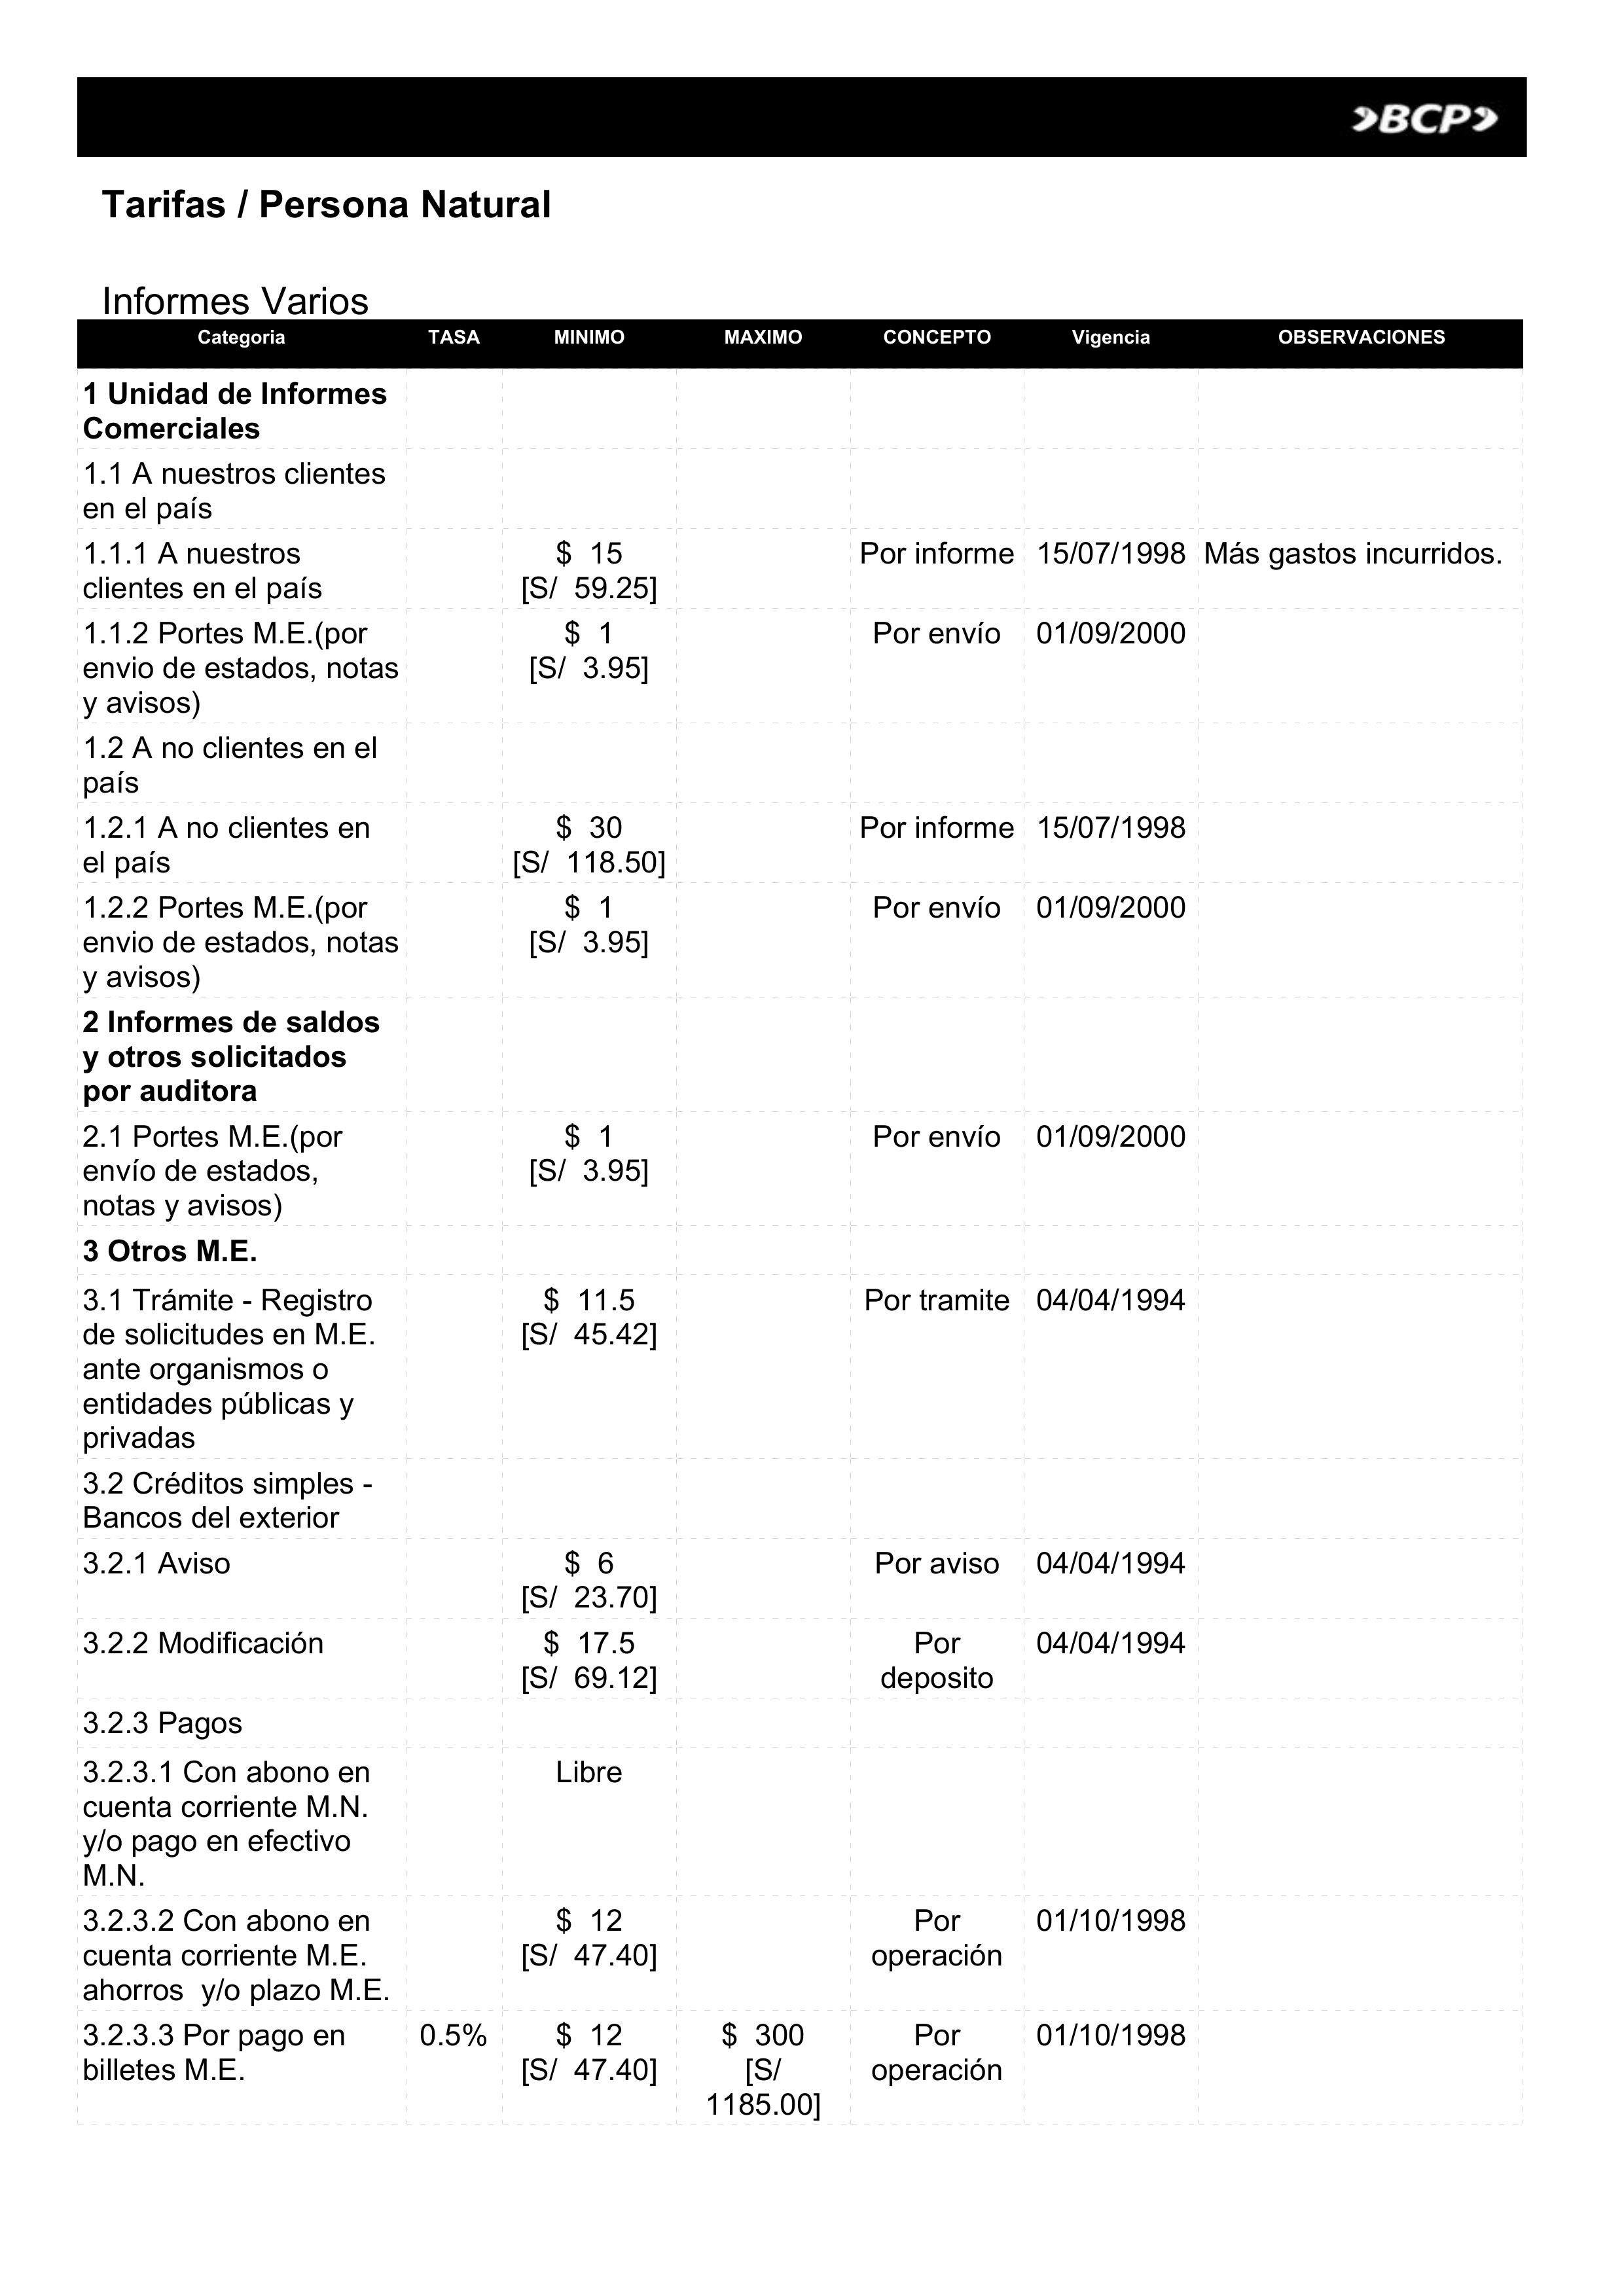 BCP
Tarifas / Persona Natural
Informes Varios
Categoria TASA MINIMO MAXIMO CONCEPTO Vigencia OBSERVACIONES
1 Unidad de Informes
Comerciales
1.1 A nuestros clientes
en el país
1.1.1 A nuestros $ 15 Por informe 15/07/1998 Más gastos incurridos.
clientes en el país [S/ 59.25]
1.1.2 Portes M.E.(por $ 1 Por envío 01/09/2000
envio de estados, notas [S/ 3.95]
y avisos)
1.2 A no clientes en el
país
1.2.1 A no clientes en $ 30 Por informe 15/07/1998
el país [S/ 118.50]
1.2.2 Portes M.E.(por $ 1 Por envío 01/09/2000
envio de estados, notas [S/ 3.95]
y avisos)
2 Informes de saldos
y otros solicitados
por auditora
2.1 Portes M.E.(por $ 1 Por envío 01/09/2000
envío de estados, [S/ 3.95]
notas y avisos)
3 Otros M.E.
3.1 Trámite - Registro $ 11.5 Por tramite 04/04/1994
de solicitudes en M.E. [S/ 45.42]
ante organismos o
entidades públicas y
privadas
3.2 Créditos simples -
Bancos del exterior
3.2.1 Aviso $ 6 Por aviso 04/04/1994
[S/ 23.70]
3.2.2 Modificación $ 17.5 Por 04/04/1994
[S/ 69.12] deposito
3.2.3 Pagos
3.2.3.1 Con abono en Libre
cuenta corriente M.N.
y/o pago en efectivo
M.N.
3.2.3.2 Con abono en $ 12 Por 01/10/1998
cuenta corriente M.E. [S/ 47.40] operación
ahorros y/o plazo M.E.
3.2.3.3 Por pago en 0.5% $ 12 $ 300 Por 01/10/1998
billetes M.E. [S/ 47.40] [S/ operación
1185.00]